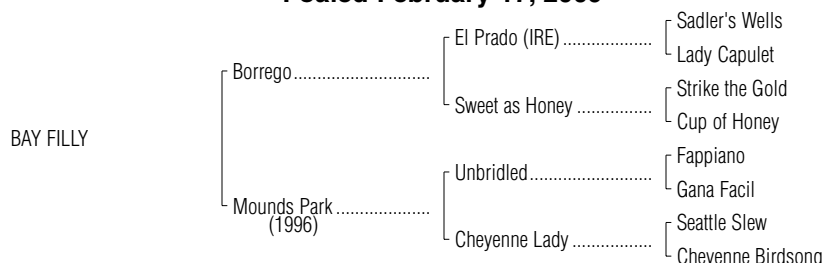 Sadler's Wells
El Prado (IRE)
Lady Capulet
Borrego
Strike the Gold
Sweet as Honey
Cup of Honey
BAY FILLY
Fappiano
Unbridled
Gana Facil
Mounds Park
(1996)
Seattle Slew
Cheyenne Lady
Cheyenne Birdsong